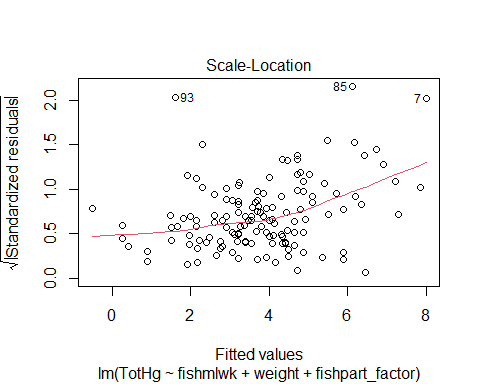 Scale-Location
√|Standardized residuals|
0.0 0.5 1.0 1.5 2.0
93
85
7
0 2 4 6 8
Fitted values
lm(TotHg ~ fishmlwk + weight + fishpart_factor)